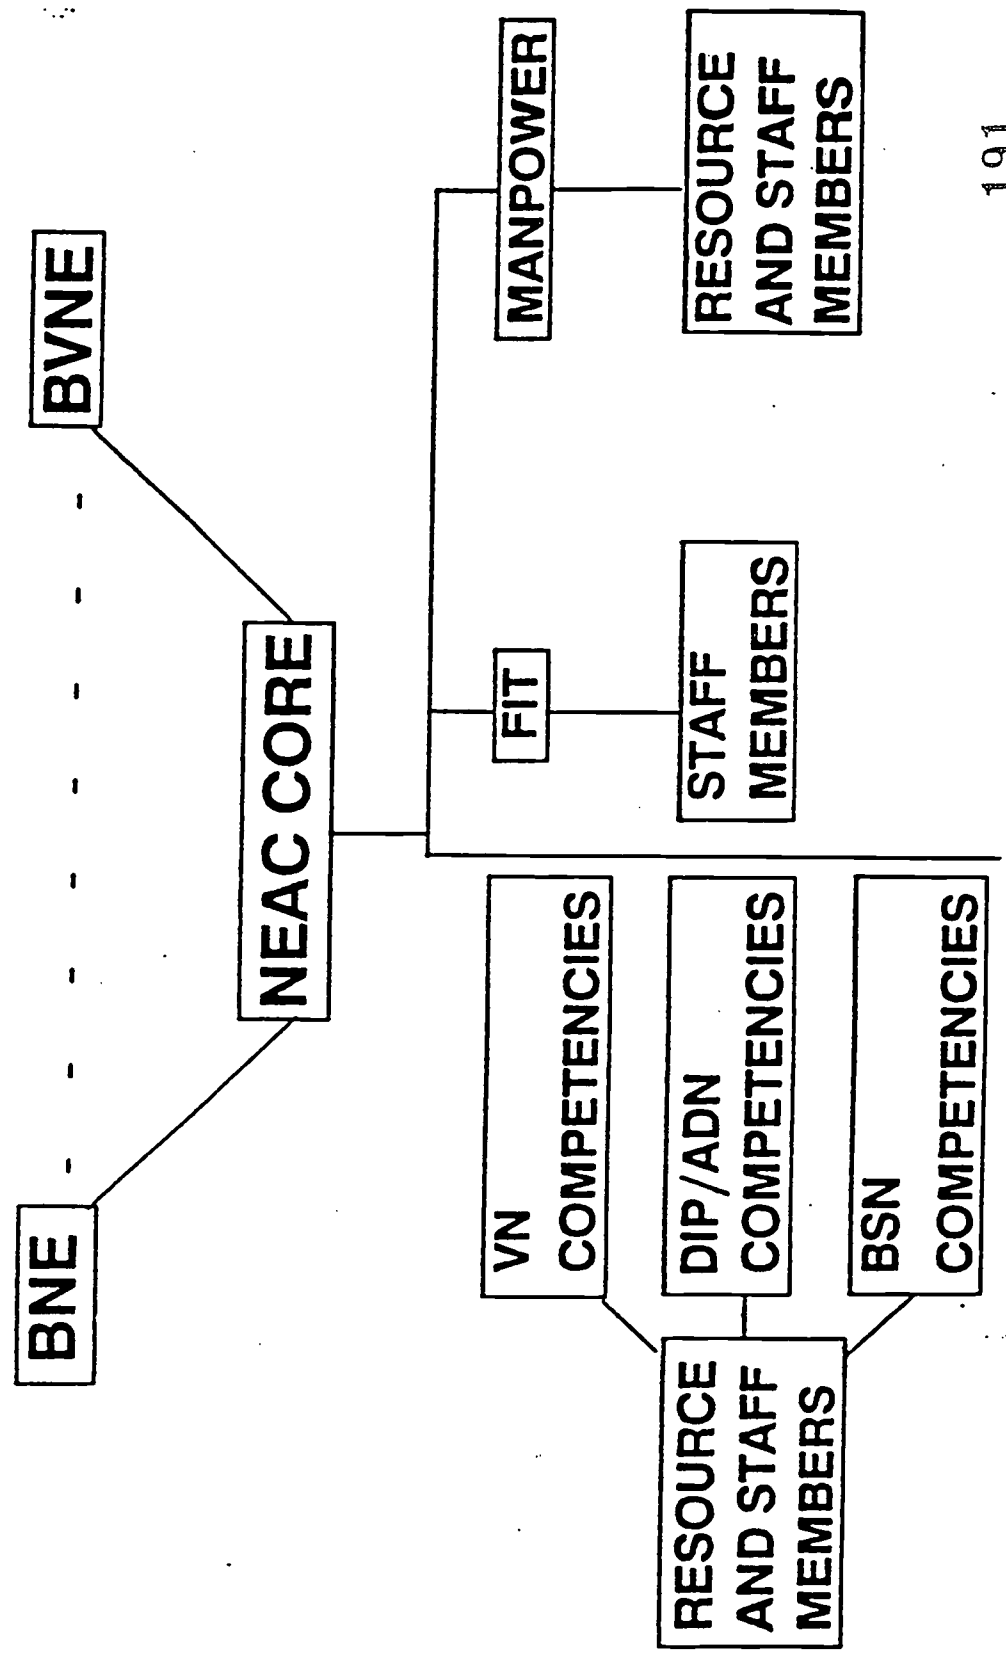 BNE
BVNE
NEAC CORE
VN
COMPETENCIES
DIP/ADN
COMPETENCIES
BSN
COMPETENCIES
RESOURCE
AND STAFF
MEMBERS
FIT
STAFF
MEMBERS
MANPOWER
RESOURCE
AND STAFF
MEMBERS
191